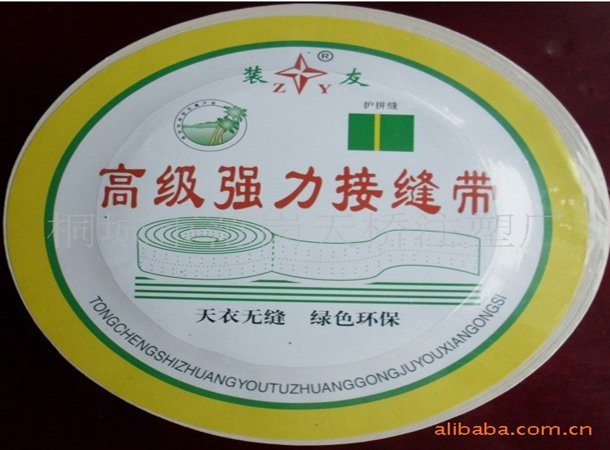 装 ® 友
Z Y
护拼缝
高级强力接缝带
天衣无缝 绿色环保
TONGCHENGSHIZHUANGYOUTUZHUANGGONGJUYOUXIANGONGSI
alibaba.com.cn